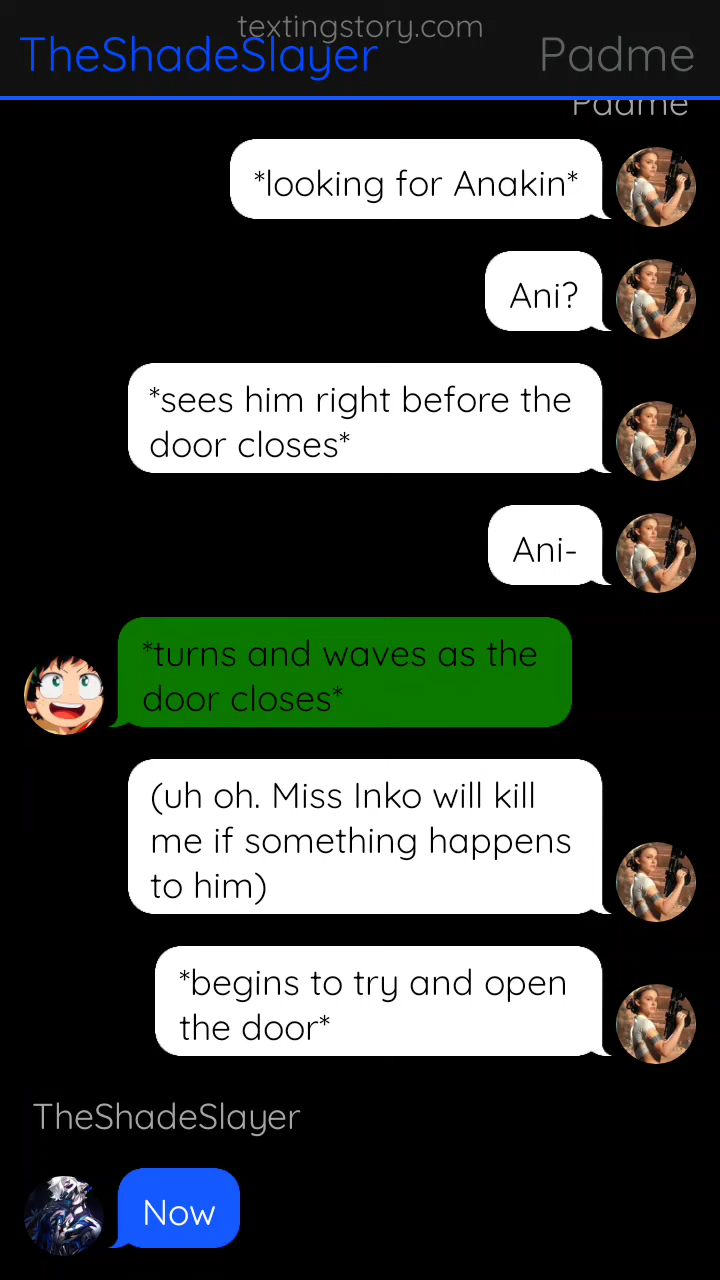 textingstory.com
TheShadeSlayer
Padme
Padme
*looking for Anakin*
Ani?
*sees him right before the
door closes*
Ani-
*turns and waves as the
door closes*
(uh oh. Miss Inko will kill
me if something happens
to him)
*begins to try and open
the door*
TheShadeSlayer
Now